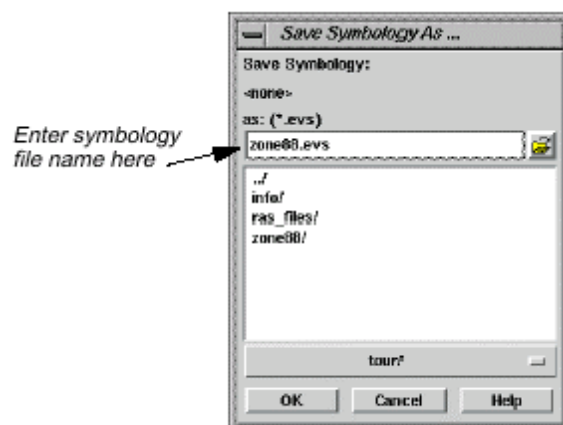 Save Symbology As ...
Save Symbology:
<none>
as: (*.evs)
Enter symbology
file name here
zone88.evs
../
info/
ras_files/
zone88/
tour/
OK Cancel Help